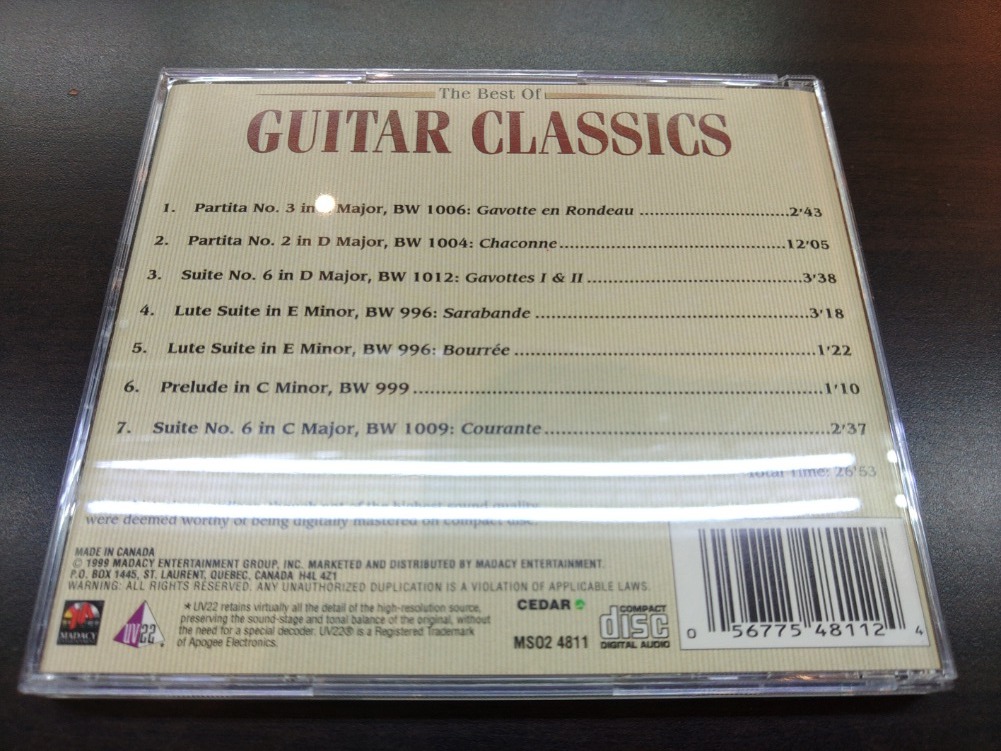 The Best Of
GUITAR CLASSICS
1. Partita No. 3 in Major, BW 1006: Gavotte en Rondeau ........................ 2'43
2. Partita No. 2 in D Major, BW 1004: Chaconne ........................ 12'05
3. Suite No. 6 in D Major, BW 1012: Gavottes I & II ........................ 3'38
4. Lute Suite in E Minor, BW 996: Sarabande ........................ 3'18
5. Lute Suite in E Minor, BW 996: Bourrée ........................ 1'22
6. Prelude in C Minor, BW 999 ........................ 1'10
7. Suite No. 6 in C Major, BW 1009: Courante ........................ 2'37
Total Time: 26'53
of the highest sound quality
were deemed worthy of being digitally mastered on compact disc.
MADE IN CANADA
© 1999 MADACY ENTERTAINMENT GROUP, INC. MARKETED AND DISTRIBUTED BY MADACY ENTERTAINMENT.
P.O. BOX 1445, ST. LAURENT, QUEBEC, CANADA H4L 4Z1
WARNING: ALL RIGHTS RESERVED. ANY UNAUTHORIZED DUPLICATION IS A VIOLATION OF APPLICABLE LAWS.
MADACY
UV22.
* UV22 retains virtually all the detail of the high-resolution source,
preserving the sound-stage and tonal balance of the original, without
the need for a special decoder. UV22® is a Registered Trademark
of Apogee Electronics.
CEDAR
MS02 4811
COMPACT
disc
DIGITAL AUDIO
0 56775 48112 4